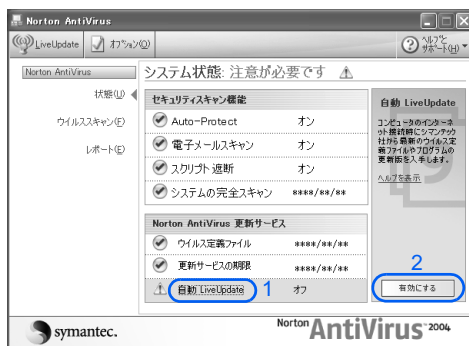 Norton AntiVirus
LiveUpdate オプション(O) ヘルプとサポート(H)
Norton AntiVirus
状態(U)
ウイルススキャン(F)
レポート(E)
システム状態: 注意が必要です
セキュリティスキャン機能
Auto-Protect オン
電子メールスキャン オン
スクリプト遮断 オン
システムの完全スキャン ****/**/**
Norton AntiVirus 更新サービス
ウイルス定義ファイル ****/**/**
更新サービスの期限 ****/**/**
自動 LiveUpdate 1 オフ
自動 LiveUpdate
コンピュータのインターネ
ット接続時にシマンテック
社から最新のウイルス定
義ファイルやプログラムの
更新版を入手します。
ヘルプを表示
2
有効にする
symantec.
Norton AntiVirus 2004